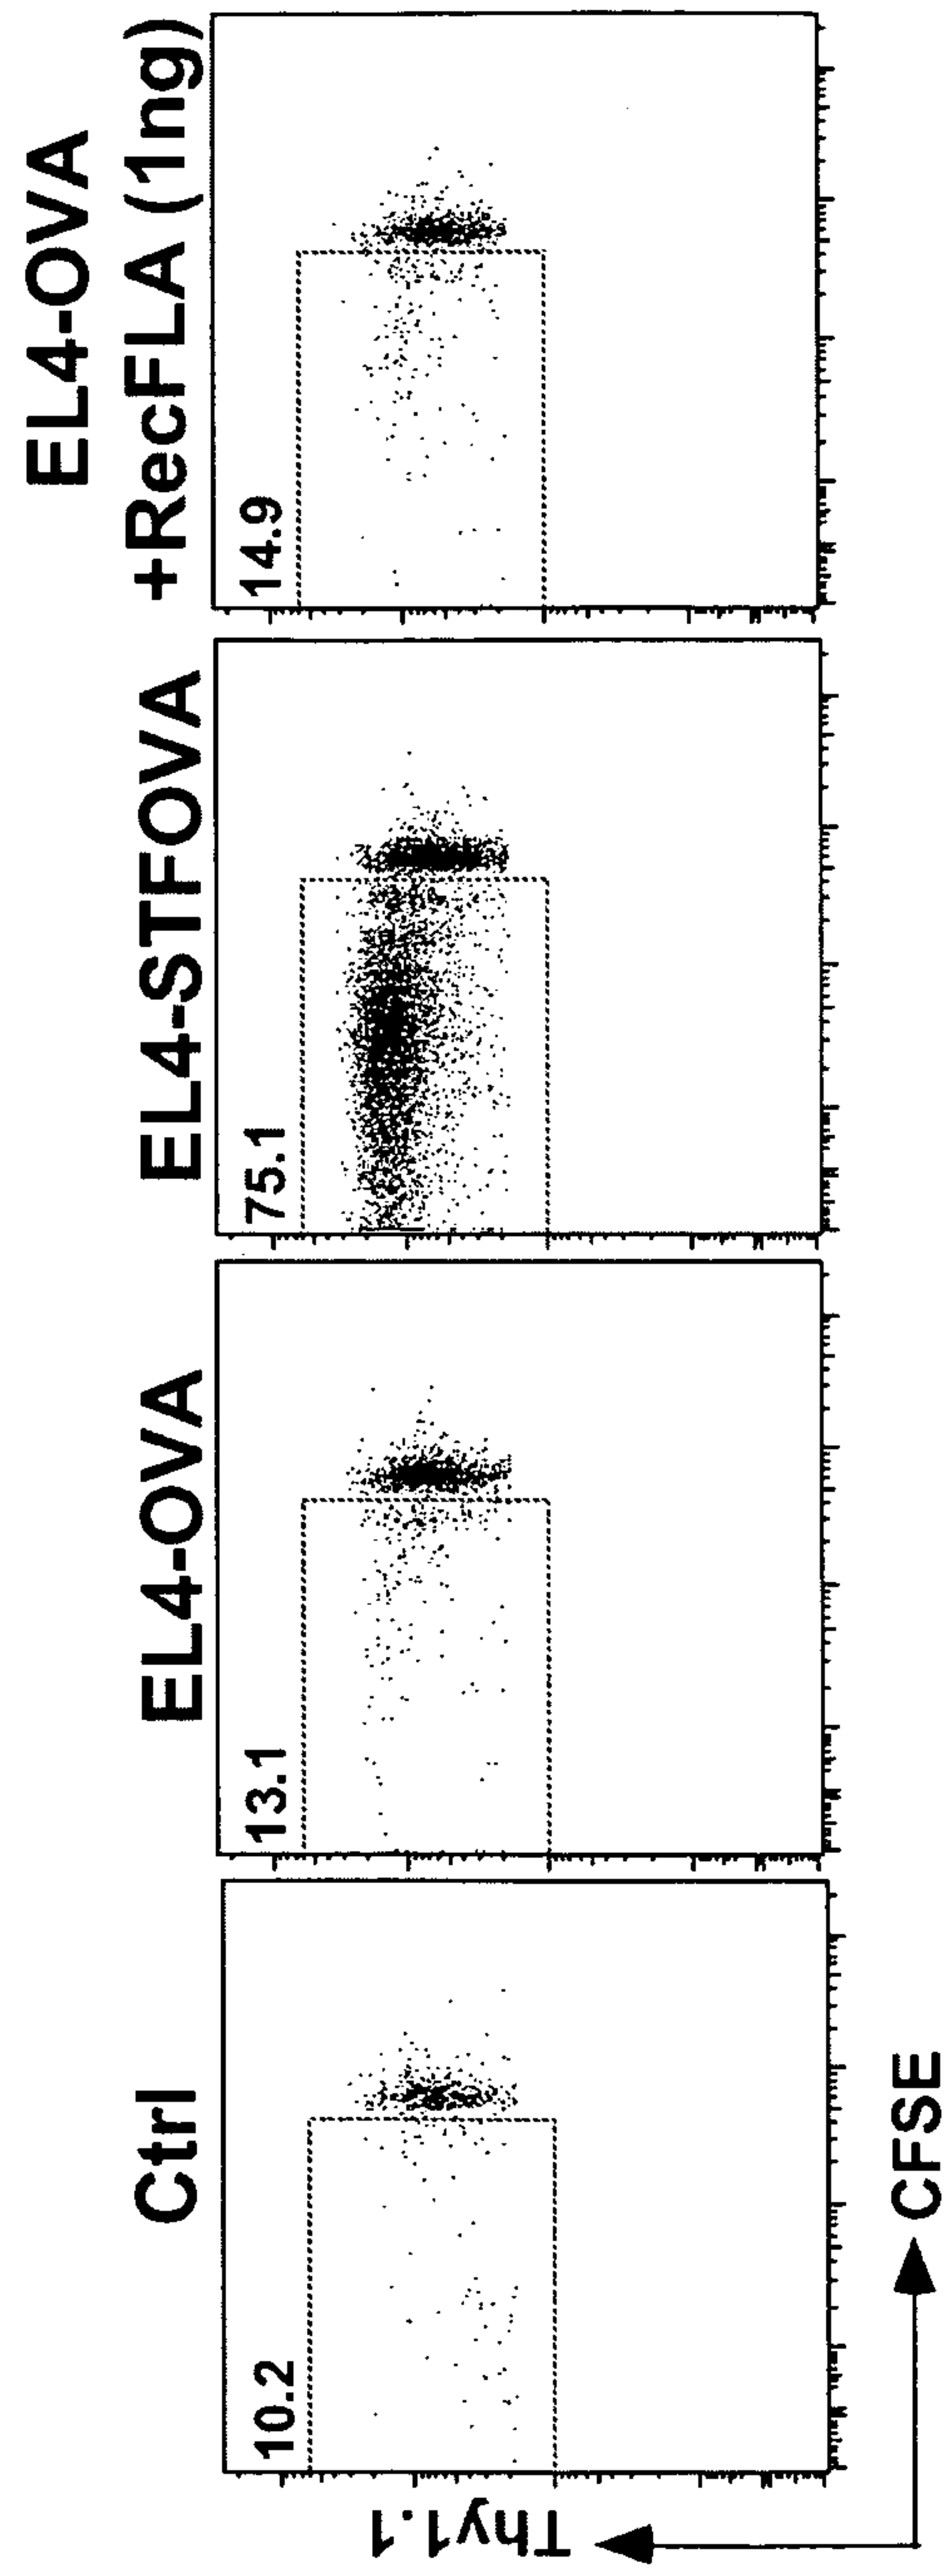 Ctrl
EL4-OVA
EL4-STFOVA
EL4-OVA
+RecFLA (1ng)
10.2
13.1
75.1
14.9
Thy1.1
CFSE